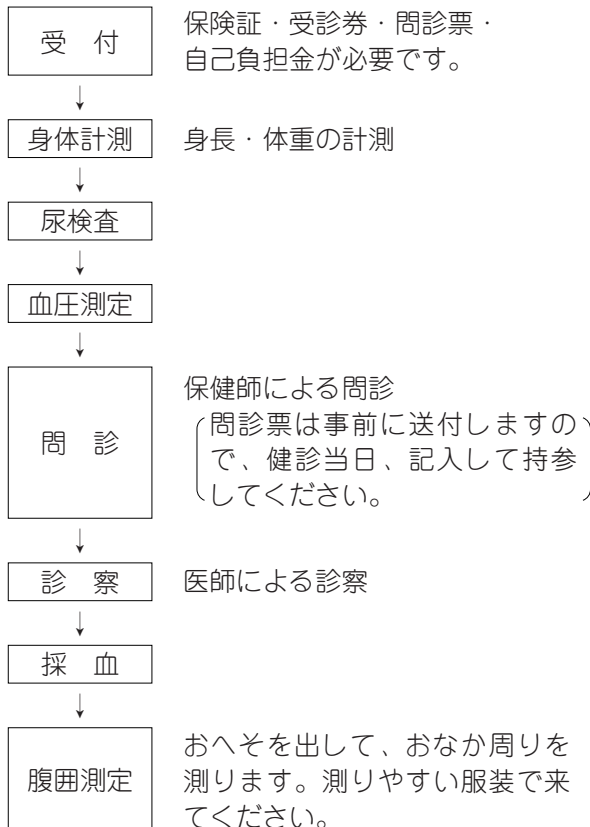 受　付
保険証・受診券・問診票・
自己負担金が必要です。
↓
身体計測
身長・体重の計測
↓
尿検査
↓
血圧測定
↓
問　診
保健師による問診
（問診票は事前に送付しますの
で、健診当日、記入して持参
してください。）
↓
診　察
医師による診察
↓
採　血
↓
腹囲測定
おへそを出して、おなか周りを
測ります。測りやすい服装で来
てください。